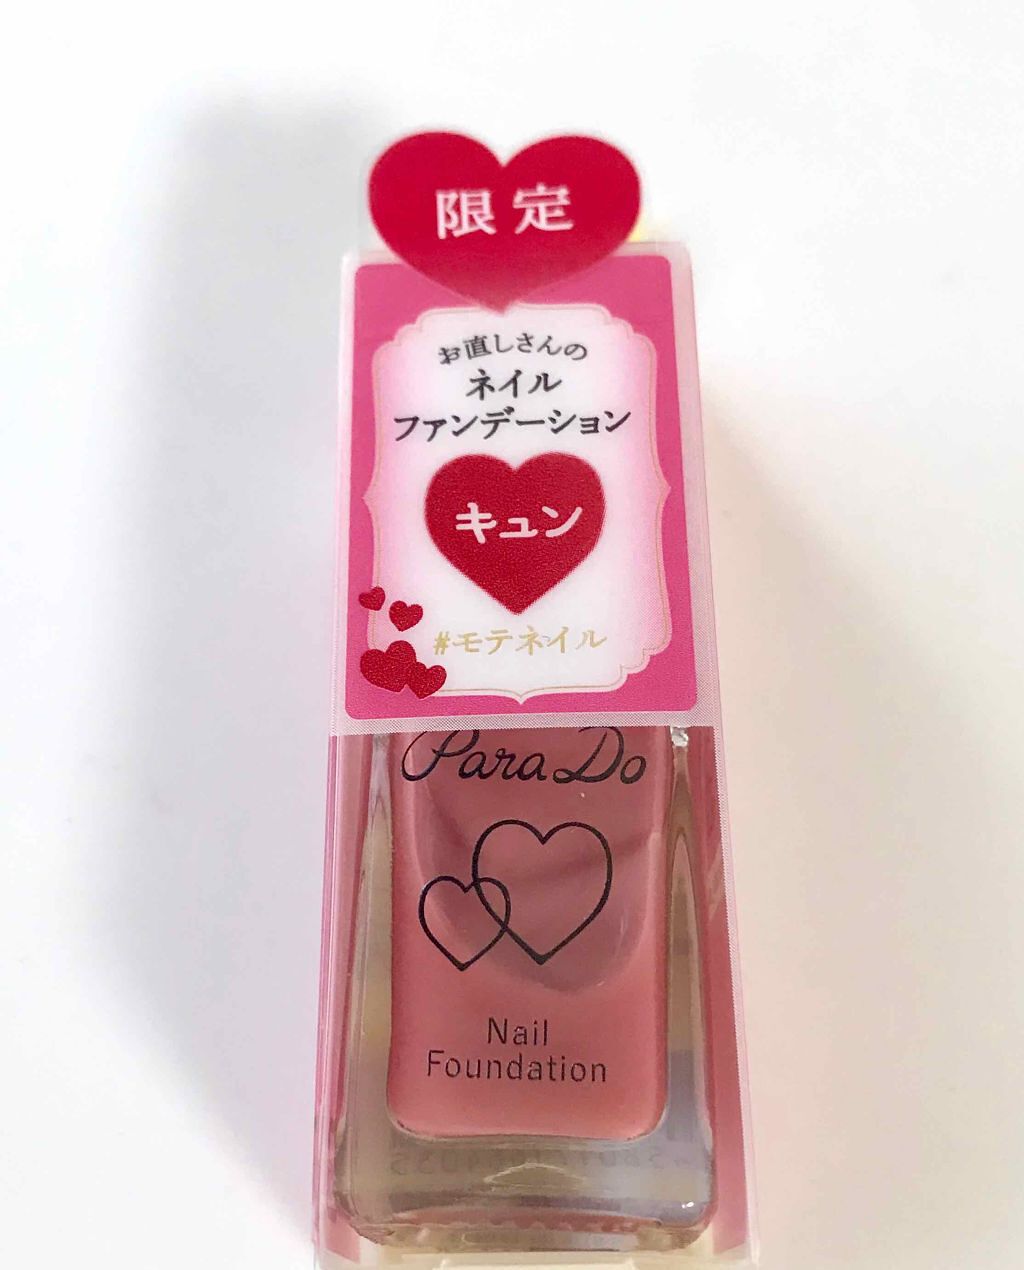 限定
お直しさんの
ネイル
ファンデーション
キュン
#モテネイル
Para Do
Nail
Foundation